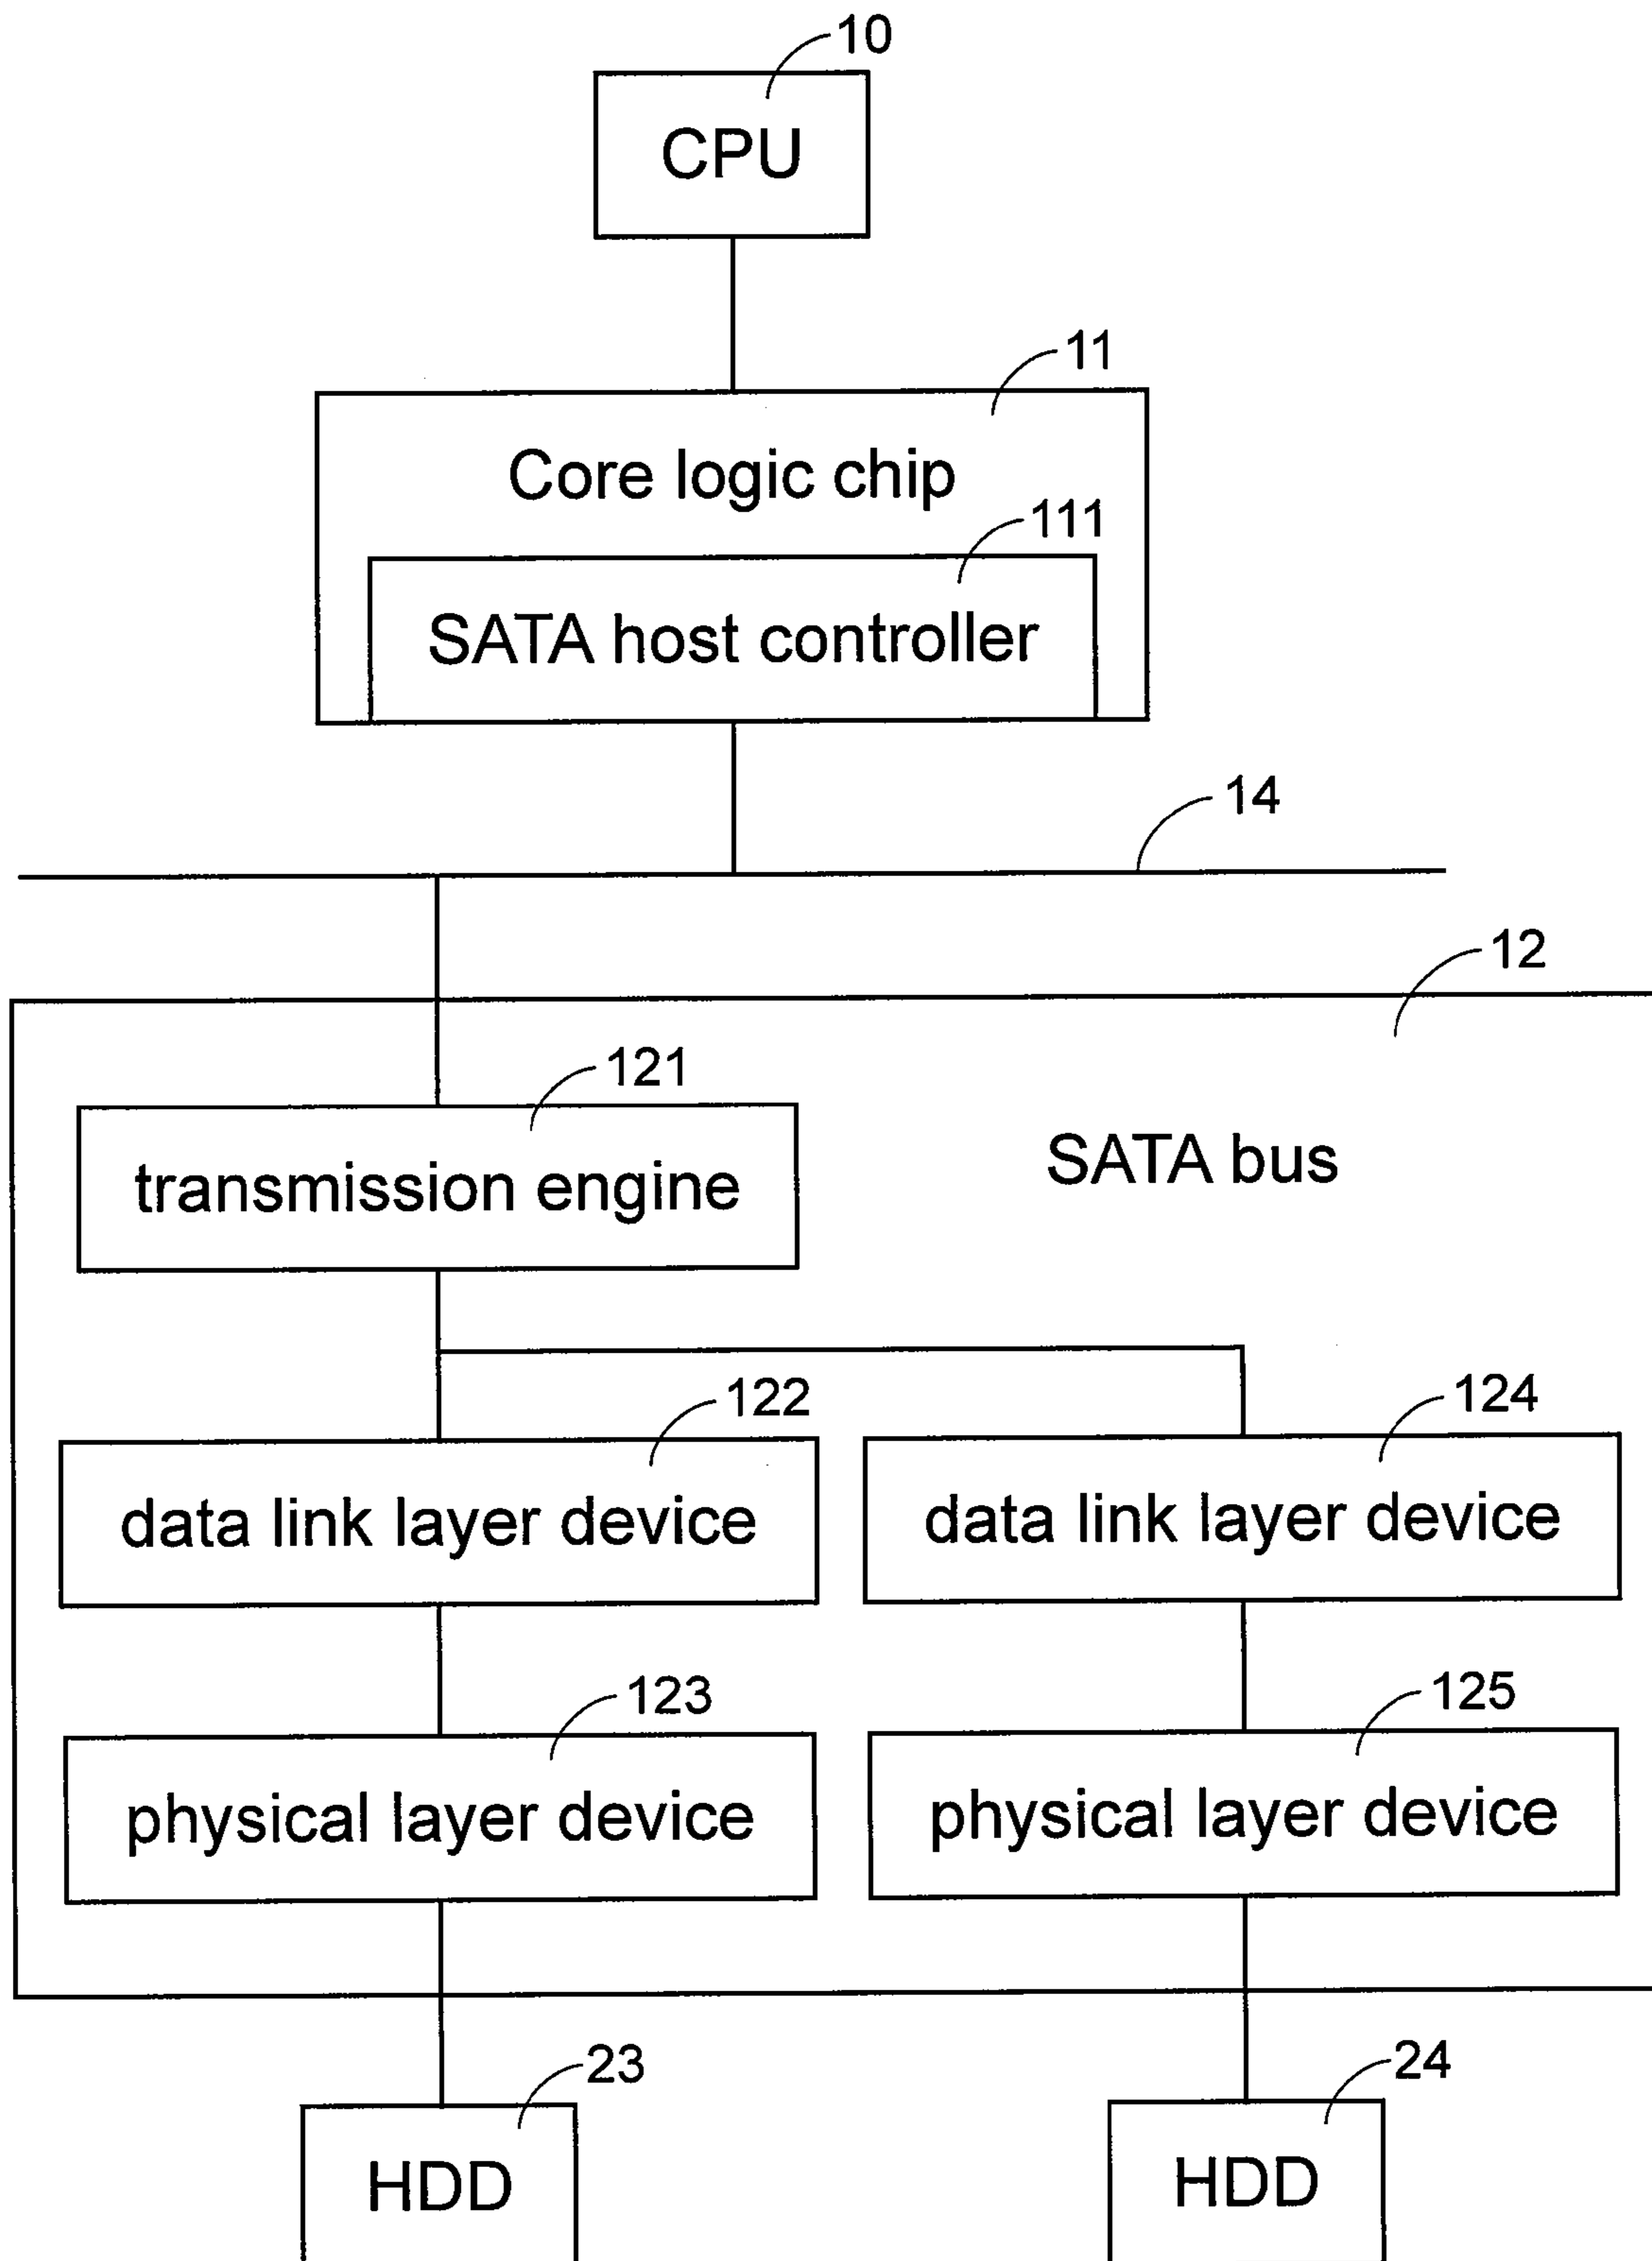 10
CPU
11
Core logic chip
111
SATA host controller
14
12
121
transmission engine
SATA bus
122
124
data link layer device
data link layer device
123
125
physical layer device
physical layer device
23
24
HDD
HDD